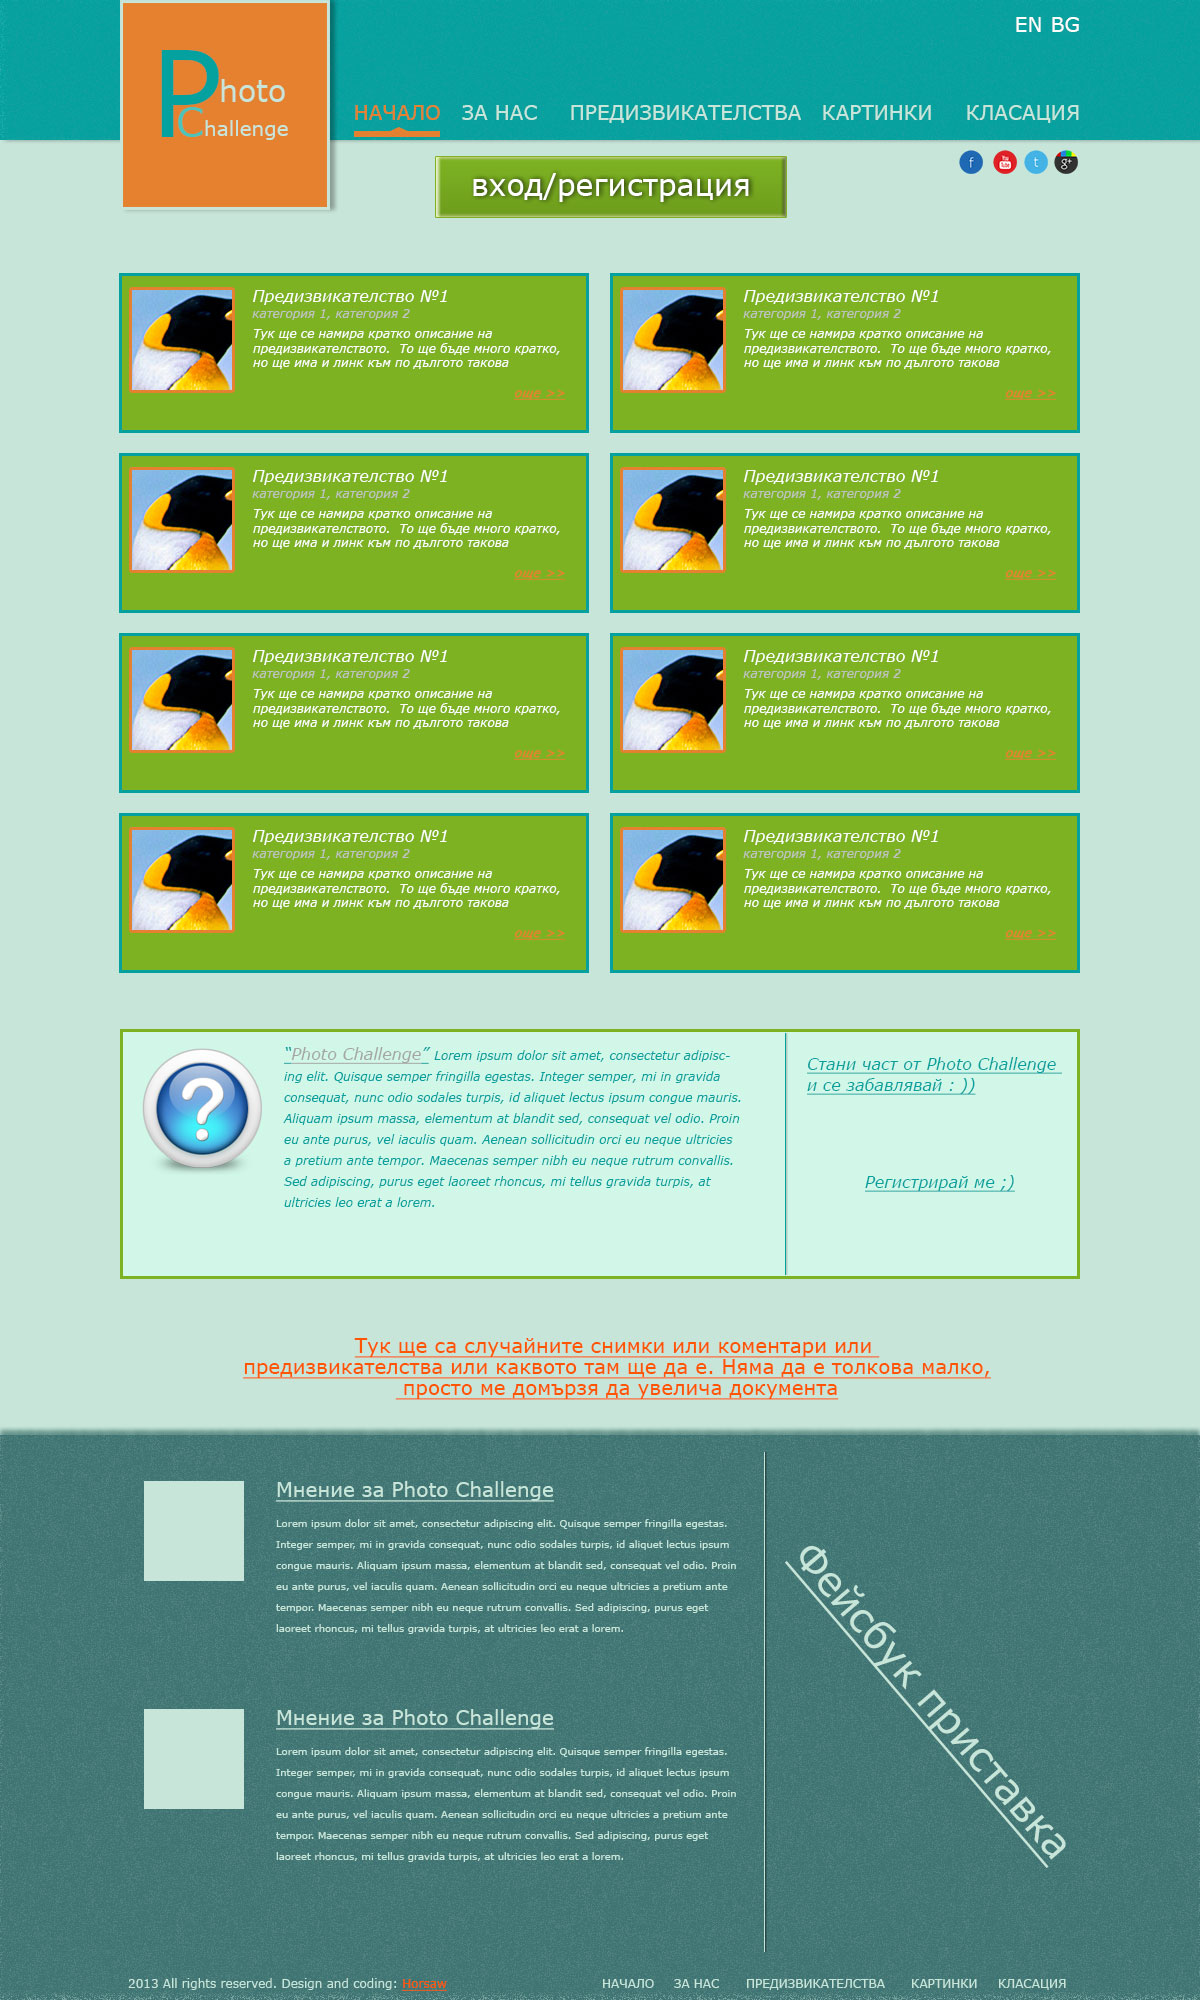 EN BG
Photo
Challenge
НАЧАЛО ЗА НАС ПРЕДИЗВИКАТЕЛСТВА КАРТИНКИ КЛАСАЦИЯ
f You Tube t g+
вход/регистрация
Предизвикателство №1
категория 1, категория 2
Тук ще се намира кратко описание на
предизвикателството. То ще бъде много кратко,
но ще има и линк към по дългото такова
още >>
Предизвикателство №1
категория 1, категория 2
Тук ще се намира кратко описание на
предизвикателството. То ще бъде много кратко,
но ще има и линк към по дългото такова
още >>
Предизвикателство №1
категория 1, категория 2
Тук ще се намира кратко описание на
предизвикателството. То ще бъде много кратко,
но ще има и линк към по дългото такова
още >>
Предизвикателство №1
категория 1, категория 2
Тук ще се намира кратко описание на
предизвикателството. То ще бъде много кратко,
но ще има и линк към по дългото такова
още >>
Предизвикателство №1
категория 1, категория 2
Тук ще се намира кратко описание на
предизвикателството. То ще бъде много кратко,
но ще има и линк към по дългото такова
още >>
Предизвикателство №1
категория 1, категория 2
Тук ще се намира кратко описание на
предизвикателството. То ще бъде много кратко,
но ще има и линк към по дългото такова
още >>
Предизвикателство №1
категория 1, категория 2
Тук ще се намира кратко описание на
предизвикателството. То ще бъде много кратко,
но ще има и линк към по дългото такова
още >>
Предизвикателство №1
категория 1, категория 2
Тук ще се намира кратко описание на
предизвикателството. То ще бъде много кратко,
но ще има и линк към по дългото такова
още >>
?
“Photo Challenge” Lorem ipsum dolor sit amet, consectetur adipisc-
ing elit. Quisque semper fringilla egestas. Integer semper, mi in gravida
consequat, nunc odio sodales turpis, id aliquet lectus ipsum congue mauris.
Aliquam ipsum massa, elementum at blandit sed, consequat vel odio. Proin
eu ante purus, vel iaculis quam. Aenean sollicitudin orci eu neque ultricies
a pretium ante tempor. Maecenas semper nibh eu neque rutrum convallis.
Sed adipiscing, purus eget laoreet rhoncus, mi tellus gravida turpis, at
ultricies leo erat a lorem.
Стани част от Photo Challenge
и се забавлявай : ))
Регистрирай ме ;)
Тук ще са случайните снимки или коментари или
предизвикателства или каквото там ще да е. Няма да е толкова малко,
просто ме домързя да увелича документа
Мнение за Photo Challenge
Lorem ipsum dolor sit amet, consectetur adipiscing elit. Quisque semper fringilla egestas.
Integer semper, mi in gravida consequat, nunc odio sodales turpis, id aliquet lectus ipsum
congue mauris. Aliquam ipsum massa, elementum at blandit sed, consequat vel odio. Proin
eu ante purus, vel iaculis quam. Aenean sollicitudin orci eu neque ultricies a pretium ante
tempor. Maecenas semper nibh eu neque rutrum convallis. Sed adipiscing, purus eget
laoreet rhoncus, mi tellus gravida turpis, at ultricies leo erat a lorem.
Мнение за Photo Challenge
Lorem ipsum dolor sit amet, consectetur adipiscing elit. Quisque semper fringilla egestas.
Integer semper, mi in gravida consequat, nunc odio sodales turpis, id aliquet lectus ipsum
congue mauris. Aliquam ipsum massa, elementum at blandit sed, consequat vel odio. Proin
eu ante purus, vel iaculis quam. Aenean sollicitudin orci eu neque ultricies a pretium ante
tempor. Maecenas semper nibh eu neque rutrum convallis. Sed adipiscing, purus eget
laoreet rhoncus, mi tellus gravida turpis, at ultricies leo erat a lorem.
Фейсбук приставка
2013 All rights reserved. Design and coding: Horsaw
НАЧАЛО ЗА НАС ПРЕДИЗВИКАТЕЛСТВА КАРТИНКИ КЛАСАЦИЯ